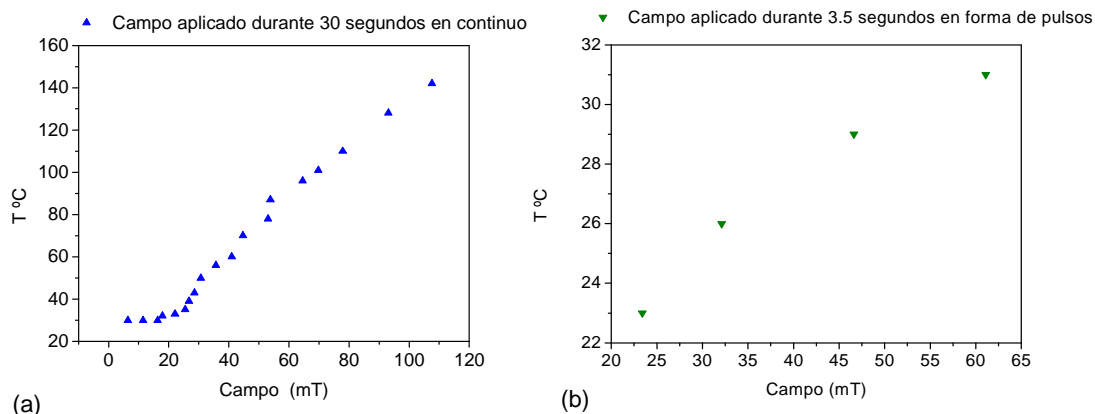 Campo aplicado durante 30 segundos en continuo
160
140
120
100
80
60
40
20
T ºC
0 20 40 60 80 100 120
Campo (mT)
(a)
Campo aplicado durante 3.5 segundos en forma de pulsos
32
30
28
26
24
22
T ºC
20 25 30 35 40 45 50 55 60 65
Campo (mT)
(b)